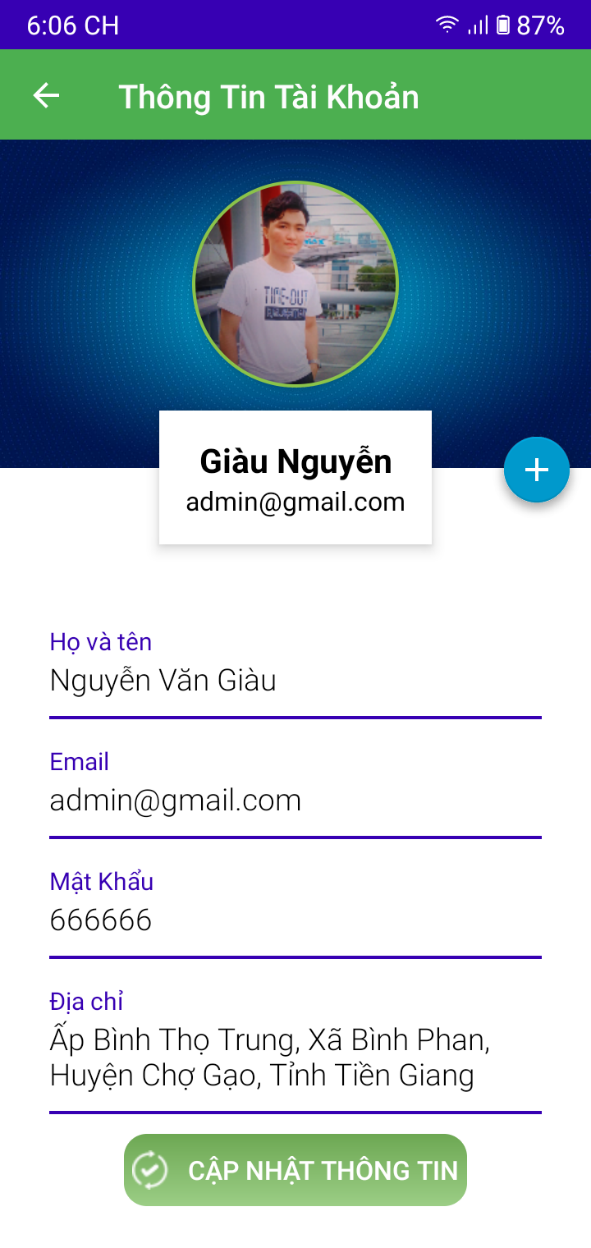 6:06 CH
87%
Thông Tin Tài Khoản
TIME-OUT
Giàu Nguyễn
admin@gmail.com
Họ và tên
Nguyễn Văn Giàu
Email
admin@gmail.com
Mật Khẩu
666666
Địa chỉ
Ấp Bình Thọ Trung, Xã Bình Phan,
Huyện Chợ Gạo, Tỉnh Tiền Giang
CẬP NHẬT THÔNG TIN